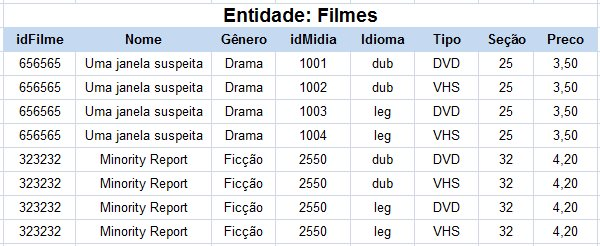 Entidade: Filmes
idFilme Nome Gênero idMidia Idioma Tipo Seção Preco
656565 Uma janela suspeita Drama 1001 dub DVD 25 3,50
656565 Uma janela suspeita Drama 1002 dub VHS 25 3,50
656565 Uma janela suspeita Drama 1003 leg DVD 25 3,50
656565 Uma janela suspeita Drama 1004 leg VHS 25 3,50
323232 Minority Report Ficção 2550 dub DVD 32 4,20
323232 Minority Report Ficção 2550 dub VHS 32 4,20
323232 Minority Report Ficção 2550 leg DVD 32 4,20
323232 Minority Report Ficção 2550 leg VHS 32 4,20